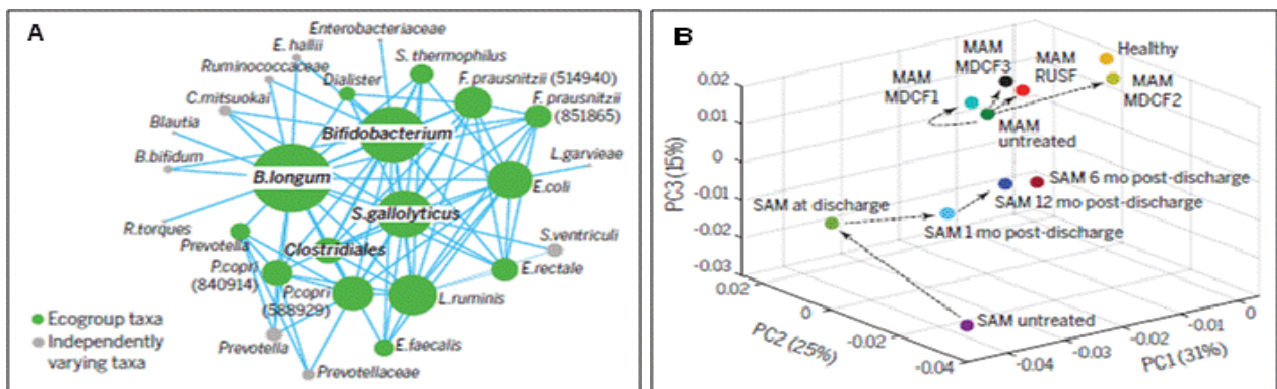 A
Enterobacteriaceae
E. hallii
S. thermophilus
Ruminococcaceae
Dialister
F. prausnitzii (514940)
C.mitsuokai
F. prausnitzii
(851865)
Blautia
Bifidobacterium
B.bifidum
L.garvieae
B.longum
E.coli
S.gallolyticus
R.torques
Prevotella
Clostridiales
S.ventriculi
P.copri
(840914)
E.rectale
P.copri
(588929)
L.ruminis
Ecogroup taxa
Independently
varying taxa
Prevotella
E.faecalis
Prevotellaceae
B
PC3 (15%)
0.02
0.01
0
-0.01
-0.02
-0.03
MAM
MDCF3
MAM
RUSF
Healthy
MAM
MDCF1
MAM
MDCF2
MAM
untreated
SAM 6 mo post-discharge
SAM 12 mo post-discharge
SAM at discharge
SAM 1 mo post-discharge
SAM untreated
0.02
0
-0.02
-0.04
PC2 (25%)
-0.04
-0.03
-0.02
-0.01
0
PC1 (31%)